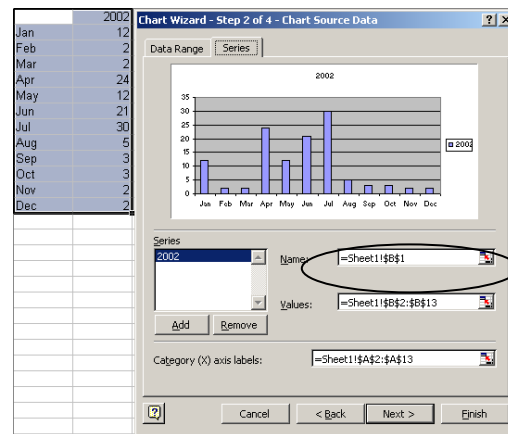 2002
Jan 12
Feb 2
Mar 2
Apr 24
May 12
Jun 21
Jul 30
Aug 5
Sep 3
Oct 3
Nov 2
Dec 2
Chart Wizard - Step 2 of 4 - Chart Source Data
Data Range Series
2002
35
30
25
20
15
10
5
0
Jan Feb Mar Apr May Jun Jul Aug Sep Oct Nov Dec
2002
Series
2002
Name: =Sheet1!$B$1
Values: =Sheet1!$B$2:$B$13
Add Remove
Category (X) axis labels: =Sheet1!$A$2:$A$13
Cancel < Back Next > Finish